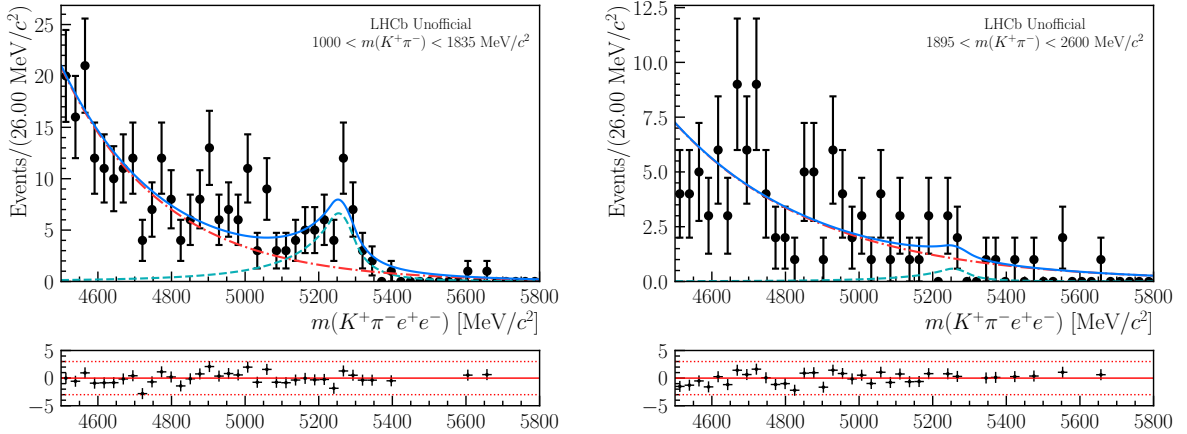 LHCb Unofficial
1000 < m(K⁺π⁻) < 1835 MeV/c²
Events/(26.00 MeV/c²)
25
20
15
10
5
0
4600 4800 5000 5200 5400 5600 5800
m(K⁺π⁻e⁺e⁻) [MeV/c²]
5
0
−5
4600 4800 5000 5200 5400 5600 5800
LHCb Unofficial
1895 < m(K⁺π⁻) < 2600 MeV/c²
Events/(26.00 MeV/c²)
12.5
10.0
7.5
5.0
2.5
0.0
4600 4800 5000 5200 5400 5600 5800
m(K⁺π⁻e⁺e⁻) [MeV/c²]
5
0
−5
4600 4800 5000 5200 5400 5600 5800